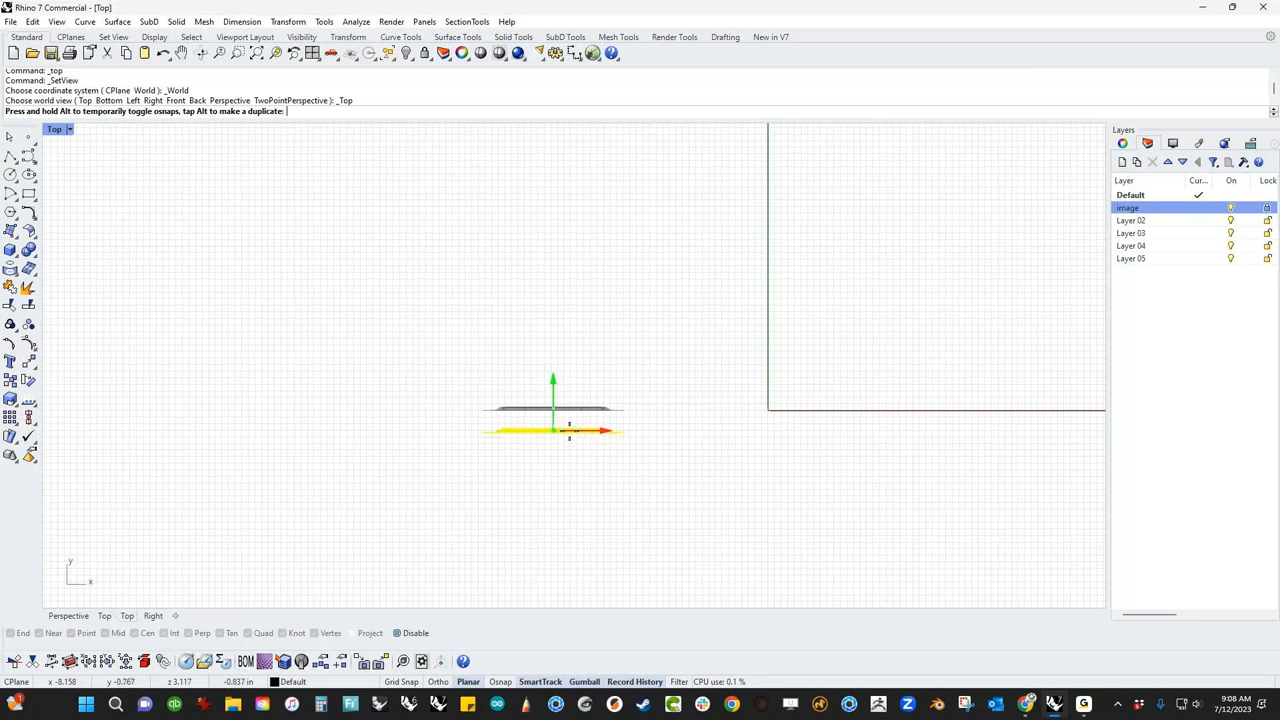 Rhino 7 Commercial - [Top]
File Edit View Curve Surface SubD Solid Mesh Dimension Transform Tools Analyze Render Panels SectionTools Help
Standard CPlanes Set View Display Select Viewport Layout Visibility Transform Curve Tools Surface Tools Solid Tools SubD Tools Mesh Tools Render Tools Drafting New in V7
Command: _top
Command: _SetView
Choose coordinate system ( CPlane World ): _World
Choose world view ( Top Bottom Left Right Front Back Perspective TwoPointPerspective ): _Top
Press and hold Alt to temporarily toggle osnaps, tap Alt to make a duplicate:
Top
Layers
Layer Cur... On Lock
Default
image
Layer 02
Layer 03
Layer 04
Layer 05
y
x
Perspective Top Top Right
End Near Point Mid Cen Int Perp Tan Quad Knot Vertex Project Disable
BOM
CPlane x -8.158 y -0.767 z 3.117 -0.837 in Default Grid Snap Ortho Planar Osnap SmartTrack Gumball Record History Filter CPU use: 0.1 %
9:08 AM
7/12/2023